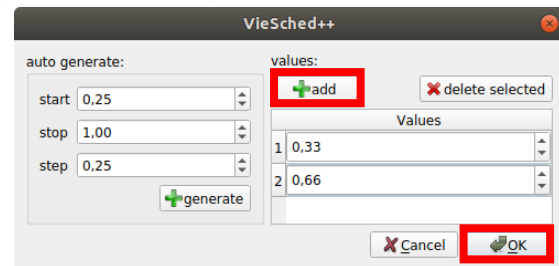 VieSched++
auto generate:
start 0,25
stop 1,00
step 0,25
generate
values:
add
delete selected
Values
1 0,33
2 0,66
Cancel
OK